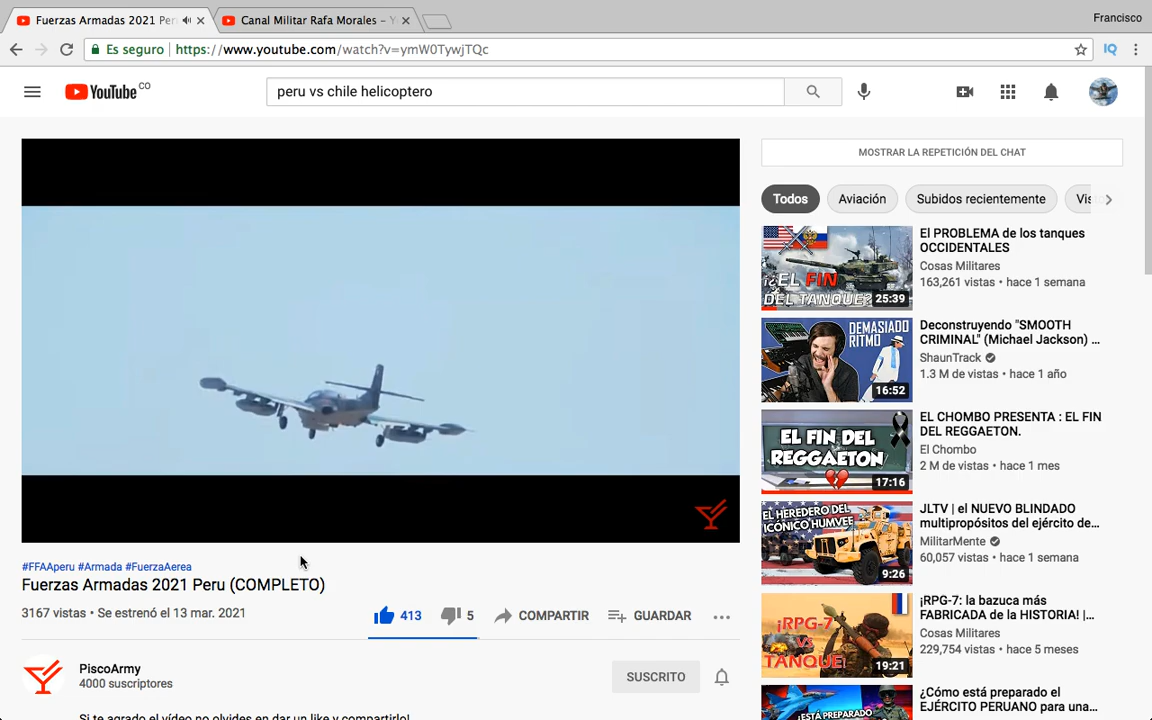 Fuerzas Armadas 2021 Per
Canal Militar Rafa Morales – Y
Francisco
Es seguro
https://www.youtube.com/watch?v=ymW0TywjTQc
IQ
YouTube CO
peru vs chile helicoptero
MOSTRAR LA REPETICIÓN DEL CHAT
Todos
Aviación
Subidos recientemente
Vis
¿¡EL FIN
DEL TANQUE?
25:39
El PROBLEMA de los tanques
OCCIDENTALES
Cosas Militares
163,261 vistas • hace 1 semana
DEMASIADO
RITMO
16:52
Deconstruyendo "SMOOTH
CRIMINAL" (Michael Jackson) ...
ShaunTrack
1.3 M de vistas • hace 1 año
EL FIN DEL
REGGAETON
17:16
EL CHOMBO PRESENTA : EL FIN
DEL REGGAETON.
El Chombo
2 M de vistas • hace 1 mes
EL HEREDERO DEL
ICÓNICO HUMVEE
9:26
JLTV | el NUEVO BLINDADO
multipropósitos del ejército de...
MilitarMente
60,057 vistas • hace 1 semana
¡RPG-7
VS
TANQUE!
19:21
¡RPG-7: la bazuca más
FABRICADA de la HISTORIA! |...
Cosas Militares
229,754 vistas • hace 5 meses
¿ESTÁ PREPARADO
¿Cómo está preparado el
EJÉRCITO PERUANO para una...
#FFAAperu #Armada #FuerzaAerea
Fuerzas Armadas 2021 Peru (COMPLETO)
3167 vistas • Se estrenó el 13 mar. 2021
413
5
COMPARTIR
GUARDAR
PiscoArmy
4000 suscriptores
SUSCRITO
Si te agrado el vídeo no olvides en dar un like y compartirlo!